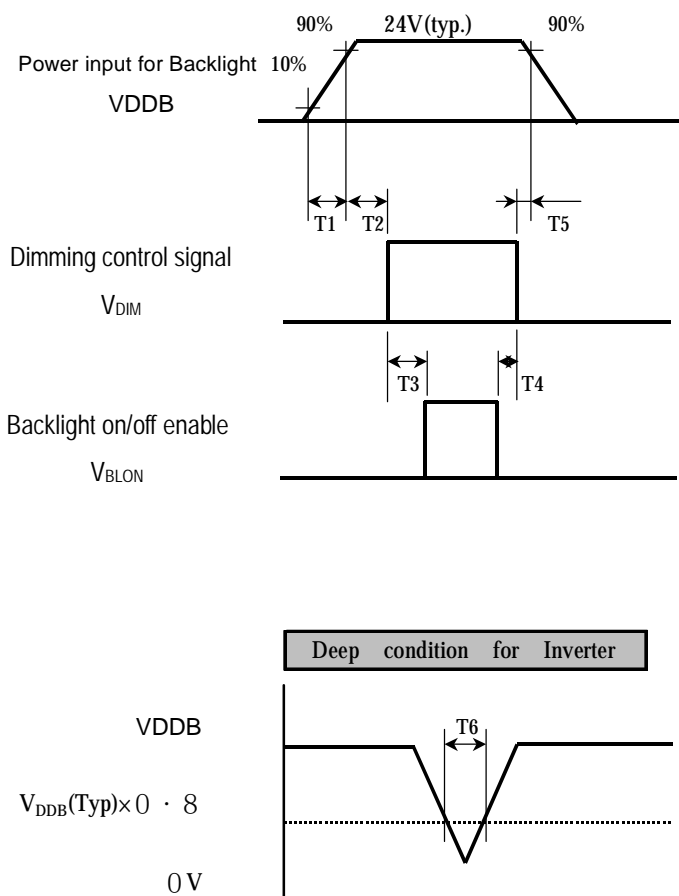 90% 24V(typ.) 90%
Power input for Backlight 10%
VDDB
T1 T2 T5
Dimming control signal
VDIM
T3 T4
Backlight on/off enable
VBLON
Deep condition for Inverter
VDDB T6
VDDB(Typ)×0 · 8
0V